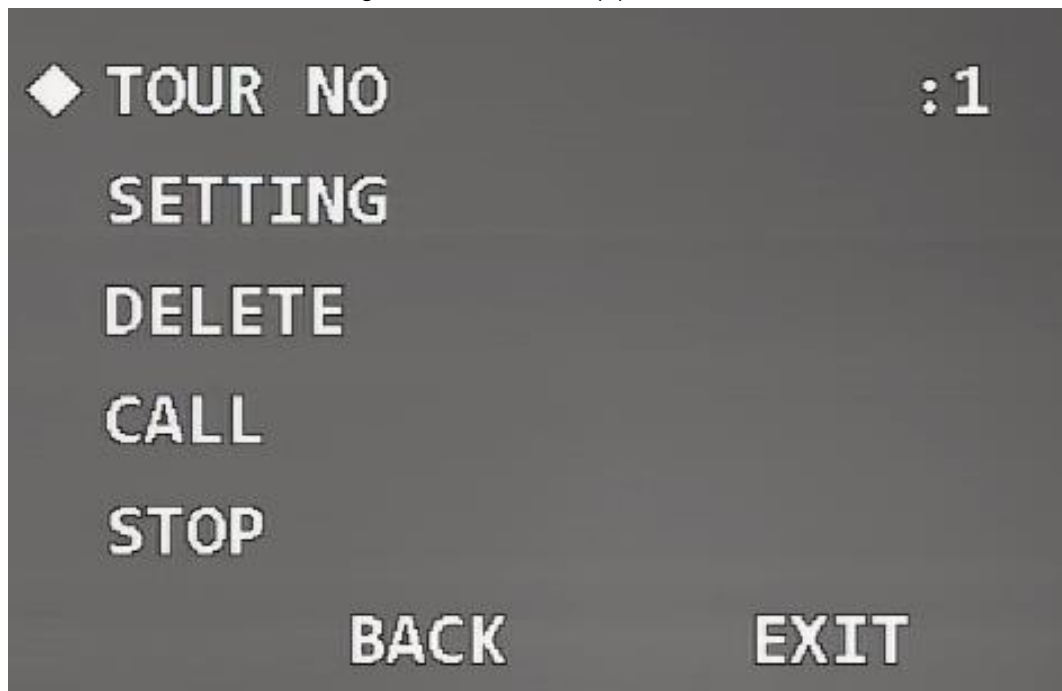 TOUR NO :1
SETTING
DELETE
CALL
STOP
BACK EXIT